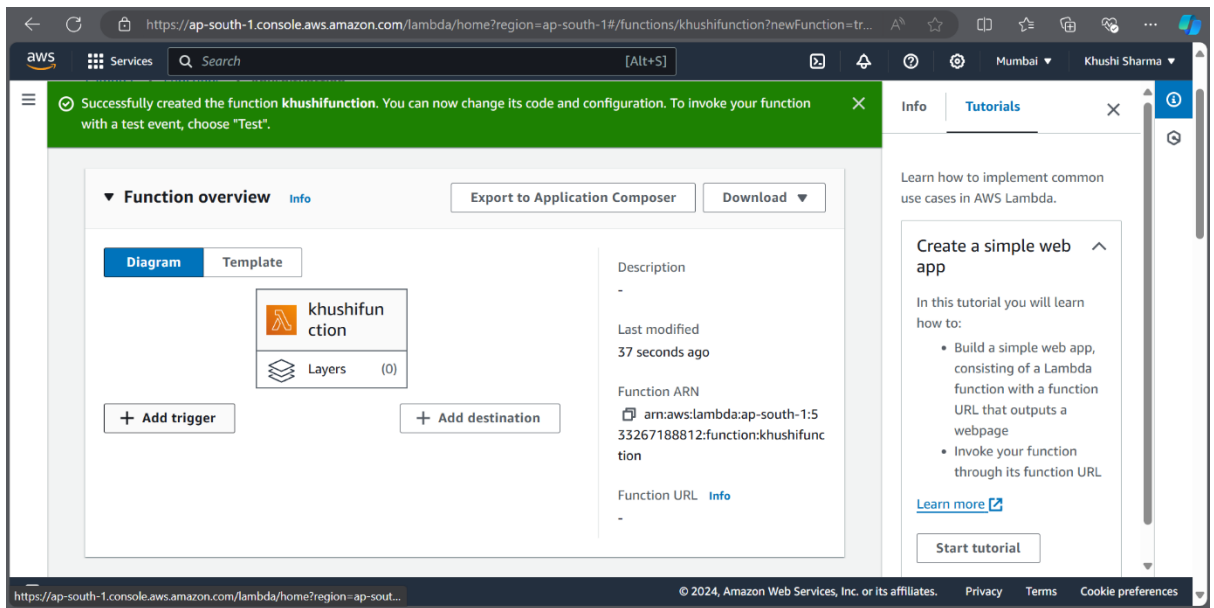 https://ap-south-1.console.aws.amazon.com/lambda/home?region=ap-south-1#/functions/khushifunction?newFunction=tr...
aws
Services
Search
[Alt+S]
Mumbai ▼
Khushi Sharma ▼
Successfully created the function khushifunction. You can now change its code and configuration. To invoke your function
with a test event, choose "Test".
Function overview Info
Export to Application Composer
Download ▼
Diagram
Template
khushifun
ction
Layers (0)
+ Add trigger
+ Add destination
Description
-
Last modified
37 seconds ago
Function ARN
arn:aws:lambda:ap-south-1:5
33267188812:function:khushifunc
tion
Function URL Info
-
Info
Tutorials
Learn how to implement common
use cases in AWS Lambda.
Create a simple web
app
In this tutorial you will learn
how to:
• Build a simple web app,
consisting of a Lambda
function with a function
URL that outputs a
webpage
• Invoke your function
through its function URL
Learn more
Start tutorial
https://ap-south-1.console.aws.amazon.com/lambda/home?region=ap-sout...
© 2024, Amazon Web Services, Inc. or its affiliates.
Privacy
Terms
Cookie preferences